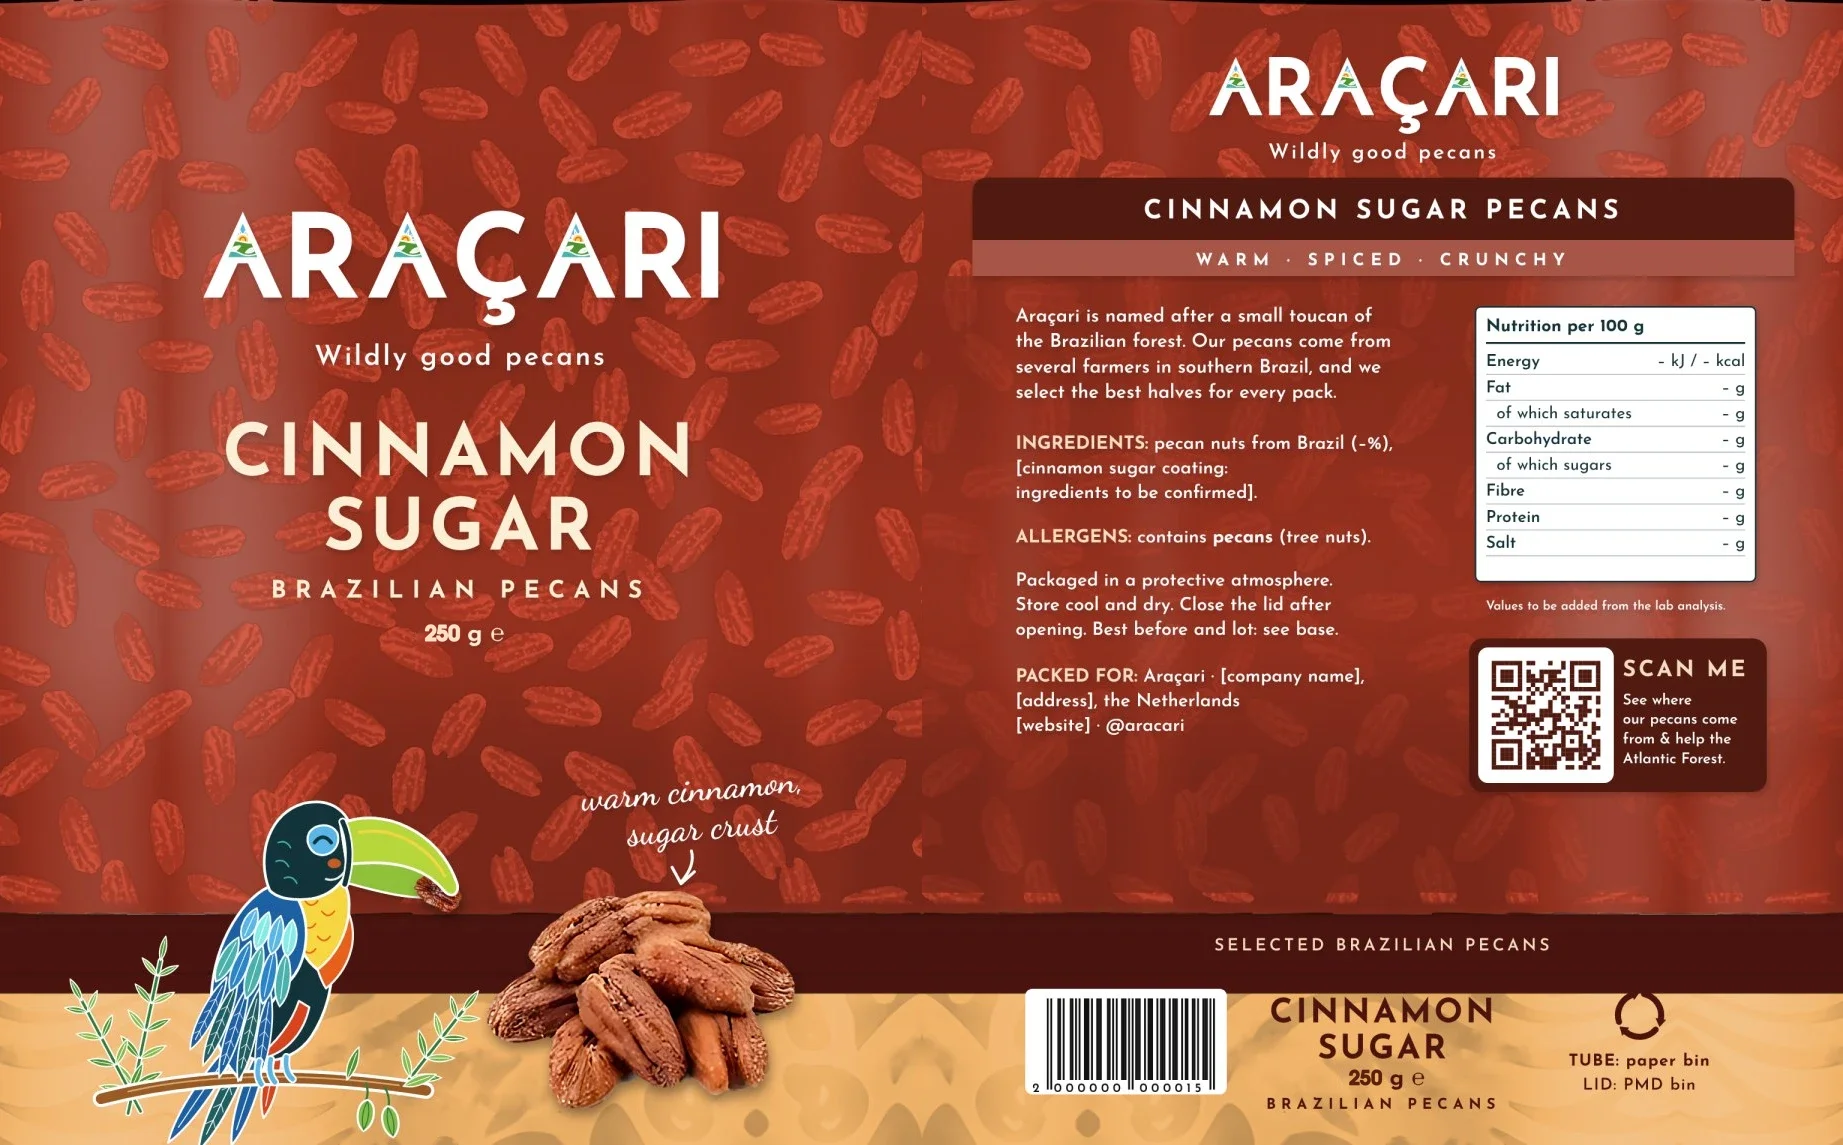 ARAÇARI
Wildly good pecans
CINNAMON
SUGAR
BRAZILIAN PECANS
250 g ℮
warm cinnamon,
sugar crust
ARAÇARI
Wildly good pecans
CINNAMON SUGAR PECANS
WARM · SPICED · CRUNCHY
Araçari is named after a small toucan of
the Brazilian forest. Our pecans come from
several farmers in southern Brazil, and we
select the best halves for every pack.
INGREDIENTS: pecan nuts from Brazil (-%),
[cinnamon sugar coating:
ingredients to be confirmed].
ALLERGENS: contains pecans (tree nuts).
Packaged in a protective atmosphere.
Store cool and dry. Close the lid after
opening. Best before and lot: see base.
PACKED FOR: Araçari · [company name],
[address], the Netherlands
[website] · @aracari
Nutrition per 100 g
Energy - kJ / - kcal
Fat - g
of which saturates - g
Carbohydrate - g
of which sugars - g
Fibre - g
Protein - g
Salt - g
Values to be added from the lab analysis.
SCAN ME
See where
our pecans come
from & help the
Atlantic Forest.
SELECTED BRAZILIAN PECANS
2 000000 000015
CINNAMON
SUGAR
250 g ℮
BRAZILIAN PECANS
TUBE: paper bin
LID: PMD bin